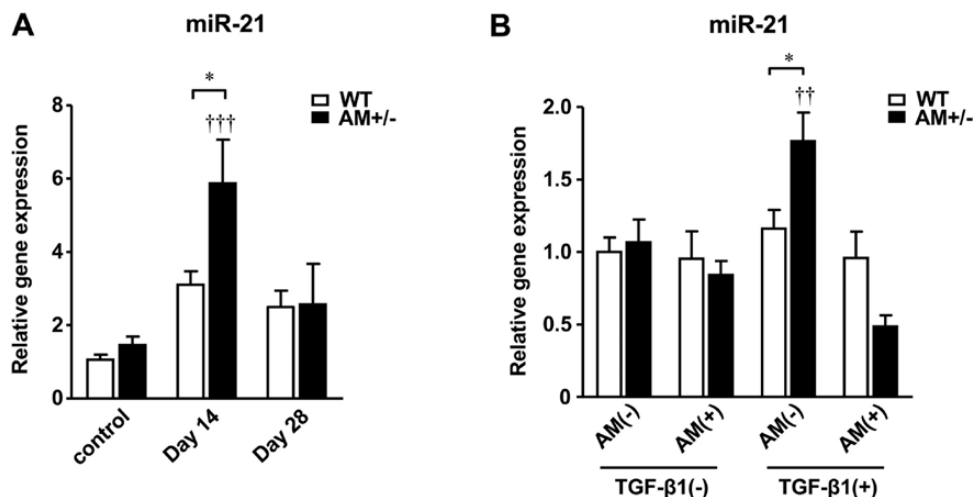 A
miR-21
WT
AM+/-
*
†††
Relative gene expression
8
6
4
2
0
control
Day 14
Day 28
B
miR-21
WT
AM+/-
*
††
Relative gene expression
2.0
1.5
1.0
0.5
0
AM(-)
AM(+)
AM(-)
AM(+)
TGF-β1(-)
TGF-β1(+)